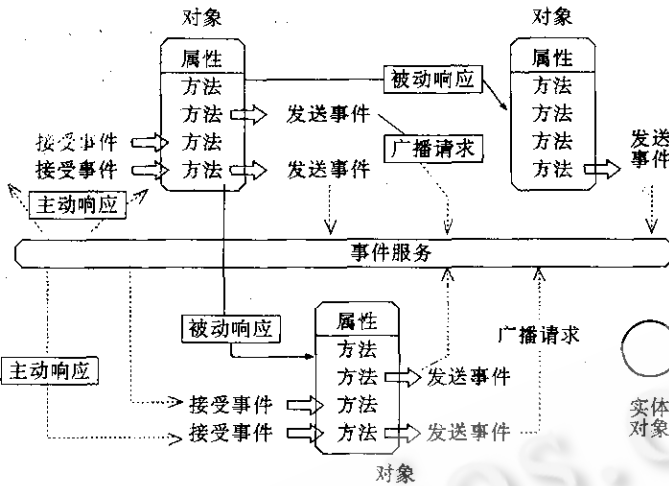 对象
对象
属性
方法
方法
方法
方法
属性
方法
方法
方法
方法
被动响应
发送事件
广播请求
接受事件
接受事件
发送事件
发送
事件
主动响应
事件服务
被动响应
属性
方法
方法
方法
方法
广播请求
主动响应
发送事件
接受事件
接受事件
发送事件
实体
对象
对象